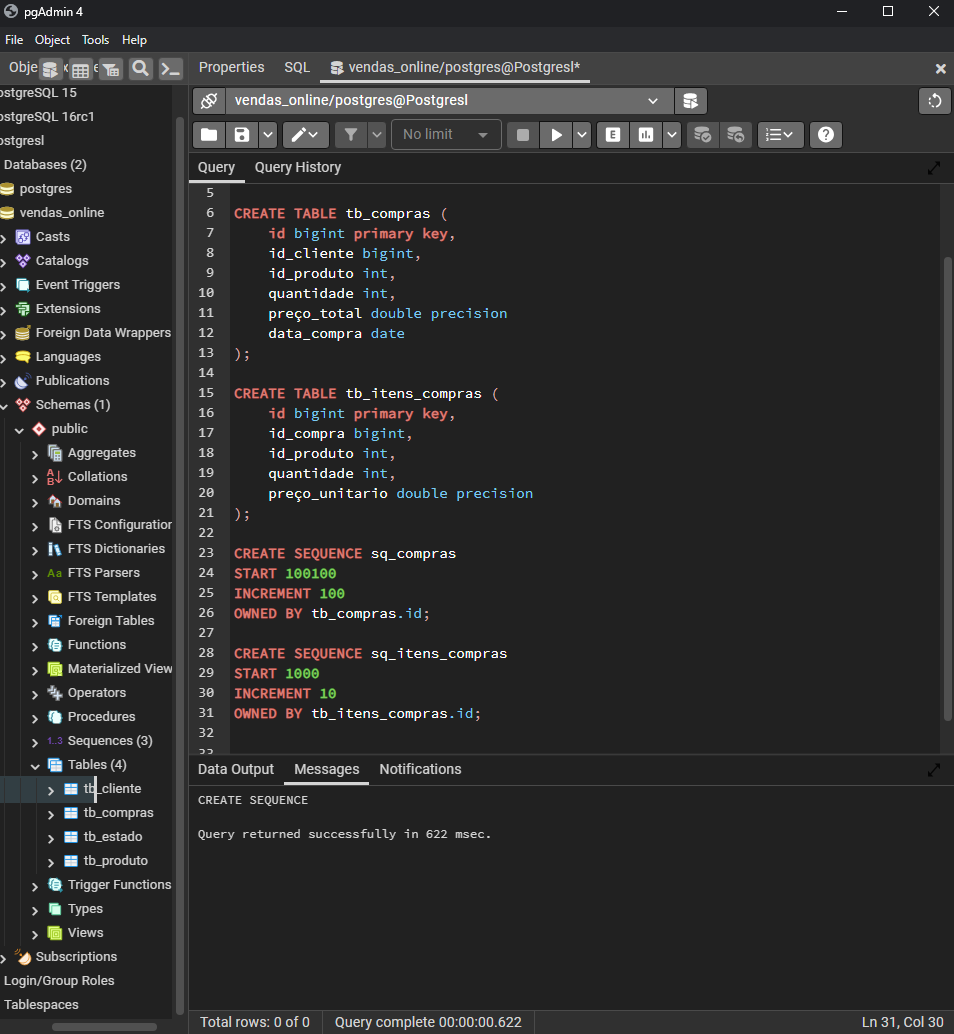 pgAdmin 4
File Object Tools Help
Obje
Properties SQL vendas_online/postgres@Postgresl*
vendas_online/postgres@Postgresl
No limit
Query Query History
ostgreSQL 15
ostgreSQL 16rc1
ostgresl
Databases (2)
postgres
vendas_online
Casts
Catalogs
Event Triggers
Extensions
Foreign Data Wrappers
Languages
Publications
Schemas (1)
public
Aggregates
Collations
Domains
FTS Configuration
FTS Dictionaries
FTS Parsers
FTS Templates
Foreign Tables
Functions
Materialized View
Operators
Procedures
1..3 Sequences (3)
Tables (4)
tb_cliente
tb_compras
tb_estado
tb_produto
Trigger Functions
Types
Views
Subscriptions
Login/Group Roles
Tablespaces
5
6 CREATE TABLE tb_compras (
7 id bigint primary key,
8 id_cliente bigint,
9 id_produto int,
10 quantidade int,
11 preço_total double precision
12 data_compra date
13 );
14
15 CREATE TABLE tb_itens_compras (
16 id bigint primary key,
17 id_compra bigint,
18 id_produto int,
19 quantidade int,
20 preço_unitario double precision
21 );
22
23 CREATE SEQUENCE sq_compras
24 START 100100
25 INCREMENT 100
26 OWNED BY tb_compras.id;
27
28 CREATE SEQUENCE sq_itens_compras
29 START 1000
30 INCREMENT 10
31 OWNED BY tb_itens_compras.id;
32
33
Data Output Messages Notifications
CREATE SEQUENCE
Query returned successfully in 622 msec.
Total rows: 0 of 0 Query complete 00:00:00.622 Ln 31, Col 30